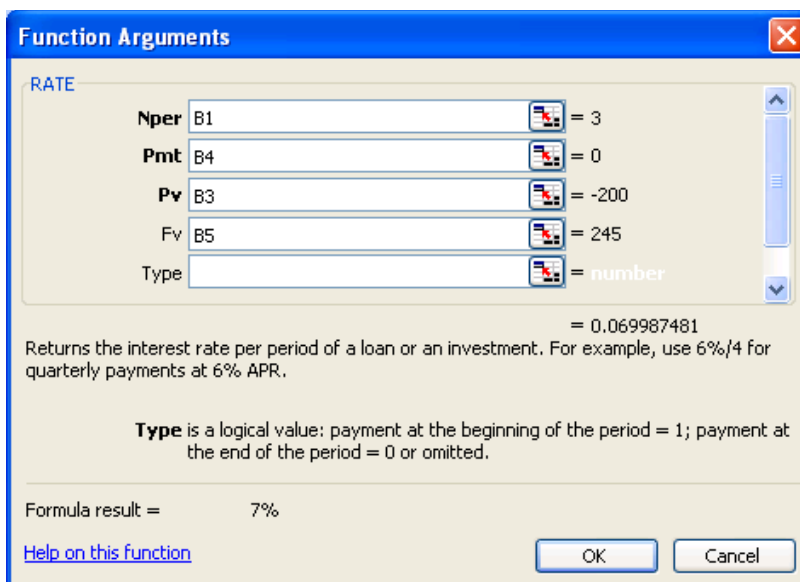 Function Arguments
RATE
Nper B1 = 3
Pmt B4 = 0
Pv B3 = -200
Fv B5 = 245
Type = number
= 0.069987481
Returns the interest rate per period of a loan or an investment. For example, use 6%/4 for
quarterly payments at 6% APR.
Type is a logical value: payment at the beginning of the period = 1; payment at
the end of the period = 0 or omitted.
Formula result = 7%
Help on this function OK Cancel